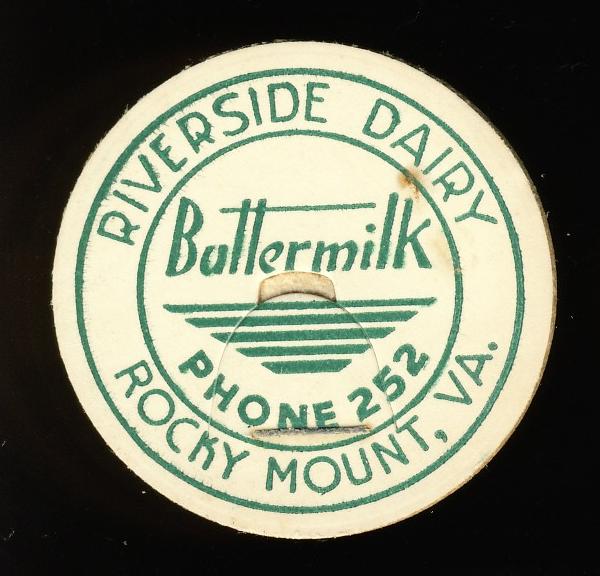 RIVERSIDE DAIRY
Buttermilk
PHONE 252
ROCKY MOUNT, VA.